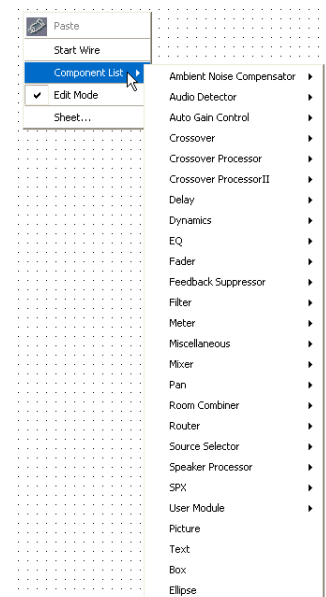 Paste
Start Wire
Component List
Edit Mode
Sheet...
Ambient Noise Compensator
Audio Detector
Auto Gain Control
Crossover
Crossover Processor
Crossover ProcessorII
Delay
Dynamics
EQ
Fader
Feedback Suppressor
Filter
Meter
Miscellaneous
Mixer
Pan
Room Combiner
Router
Source Selector
Speaker Processor
SPX
User Module
Picture
Text
Box
Ellipse